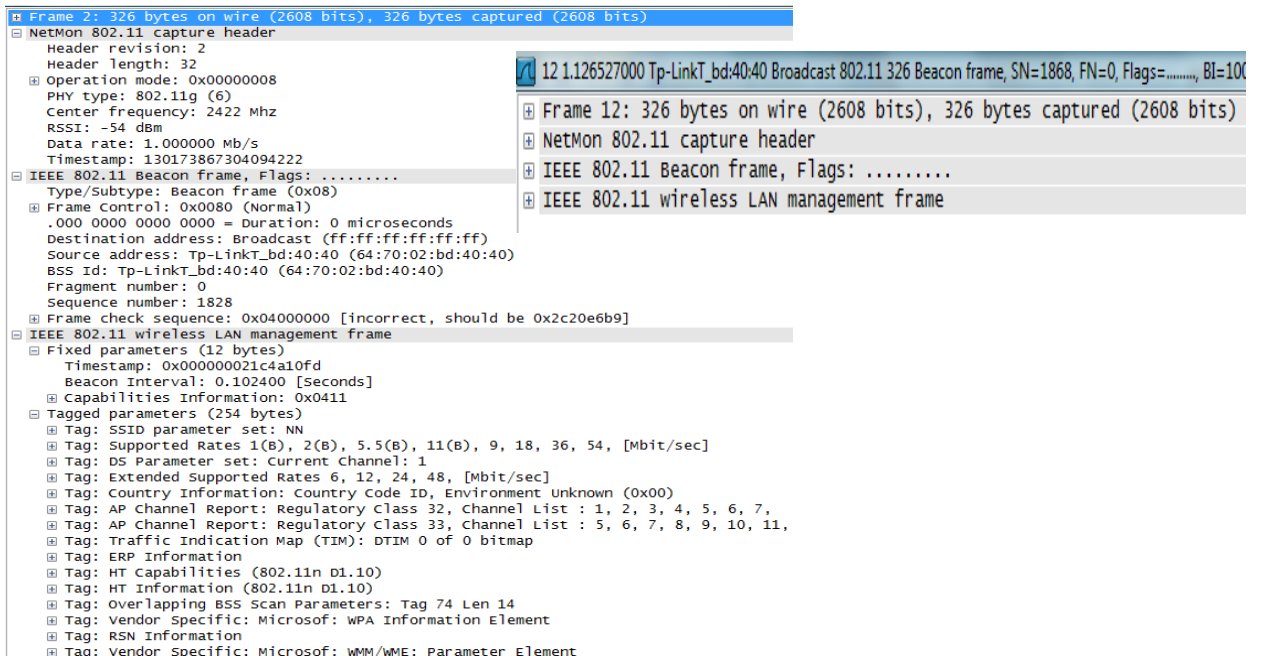 Frame 2: 326 bytes on wire (2608 bits), 326 bytes captured (2608 bits)
NetMon 802.11 capture header
Header revision: 2
Header length: 32
Operation mode: 0x00000008
PHY type: 802.11g (6)
Center frequency: 2422 Mhz
RSSI: -54 dBm
Data rate: 1.000000 Mb/s
Timestamp: 130173867304094222
IEEE 802.11 Beacon frame, Flags: .........
Type/Subtype: Beacon frame (0x08)
Frame Control: 0x0080 (Normal)
.000 0000 0000 0000 = Duration: 0 microseconds
Destination address: Broadcast (ff:ff:ff:ff:ff:ff)
Source address: Tp-LinkT_bd:40:40 (64:70:02:bd:40:40)
BSS Id: Tp-LinkT_bd:40:40 (64:70:02:bd:40:40)
Fragment number: 0
Sequence number: 1828
Frame check sequence: 0x04000000 [incorrect, should be 0x2c20e6b9]
IEEE 802.11 wireless LAN management frame
Fixed parameters (12 bytes)
Timestamp: 0x000000021c4a10fd
Beacon Interval: 0.102400 [Seconds]
Capabilities Information: 0x0411
Tagged parameters (254 bytes)
Tag: SSID parameter set: NN
Tag: Supported Rates 1(B), 2(B), 5.5(B), 11(B), 9, 18, 36, 54, [Mbit/sec]
Tag: DS Parameter set: Current Channel: 1
Tag: Extended Supported Rates 6, 12, 24, 48, [Mbit/sec]
Tag: Country Information: Country Code ID, Environment Unknown (0x00)
Tag: AP Channel Report: Regulatory Class 32, Channel List : 1, 2, 3, 4, 5, 6, 7,
Tag: AP Channel Report: Regulatory Class 33, Channel List : 5, 6, 7, 8, 9, 10, 11,
Tag: Traffic Indication Map (TIM): DTIM 0 of 0 bitmap
Tag: ERP Information
Tag: HT Capabilities (802.11n D1.10)
Tag: HT Information (802.11n D1.10)
Tag: Overlapping BSS Scan Parameters: Tag 74 Len 14
Tag: Vendor Specific: Microsof: WPA Information Element
Tag: RSN Information
Tag: Vendor Specific: Microsof: WMM/WME: Parameter Element
12 1.126527000 Tp-LinkT_bd:40:40 Broadcast 802.11 326 Beacon frame, SN=1868, FN=0, Flags=........., BI=100
Frame 12: 326 bytes on wire (2608 bits), 326 bytes captured (2608 bits)
NetMon 802.11 capture header
IEEE 802.11 Beacon frame, Flags: .........
IEEE 802.11 wireless LAN management frame